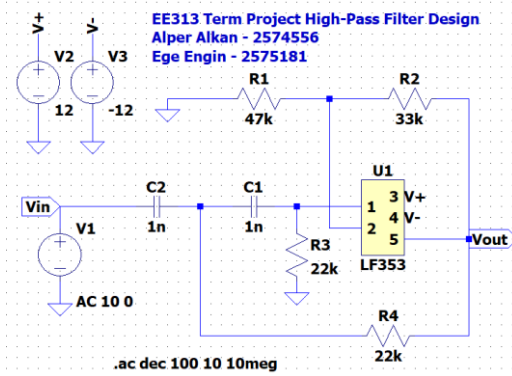 EE313 Term Project High-Pass Filter Design
Alper Alkan - 2574556
Ege Engin - 2575181
V+
V-
V2
V3
12
-12
R1
47k
R2
33k
U1
1
2
3
4
5
V+
V-
LF353
Vin
C2
1n
C1
1n
R3
22k
Vout
V1
AC 10 0
R4
22k
.ac dec 100 10 10meg